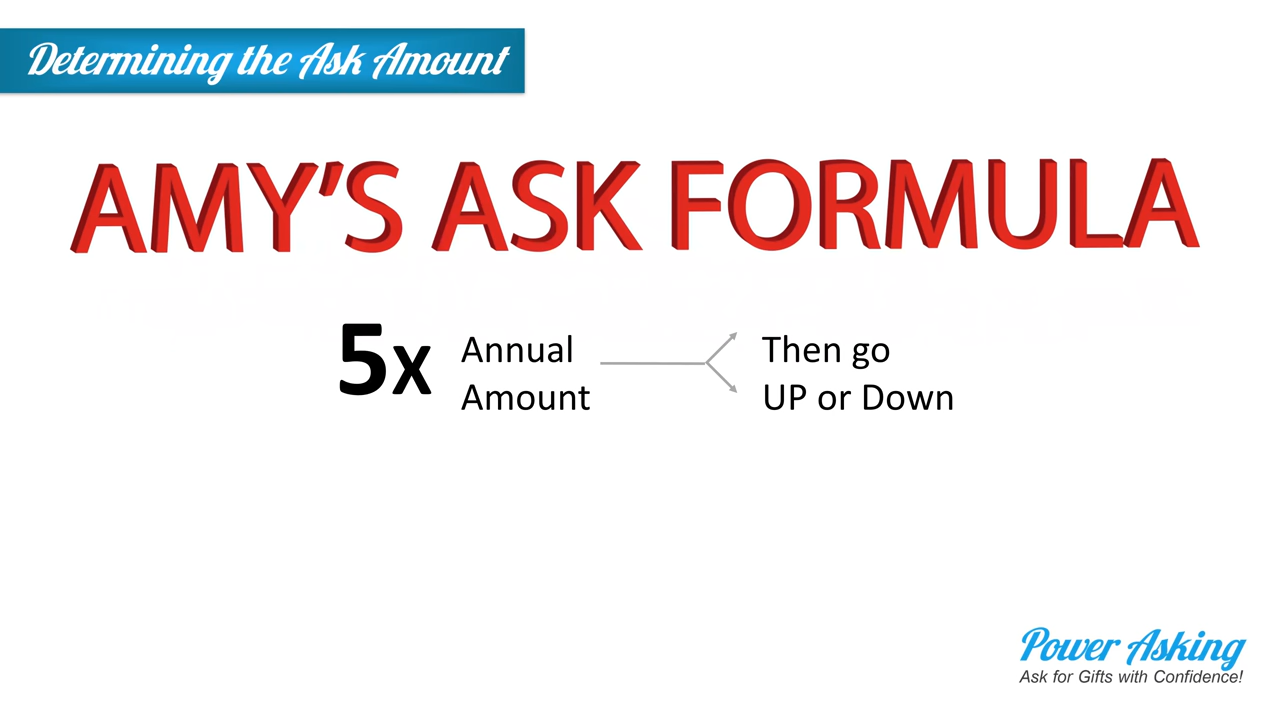 Determining the Ask Amount
AMY'S ASK FORMULA
5x Annual Amount
Then go
UP or Down
Power Asking
Ask for Gifts with Confidence!